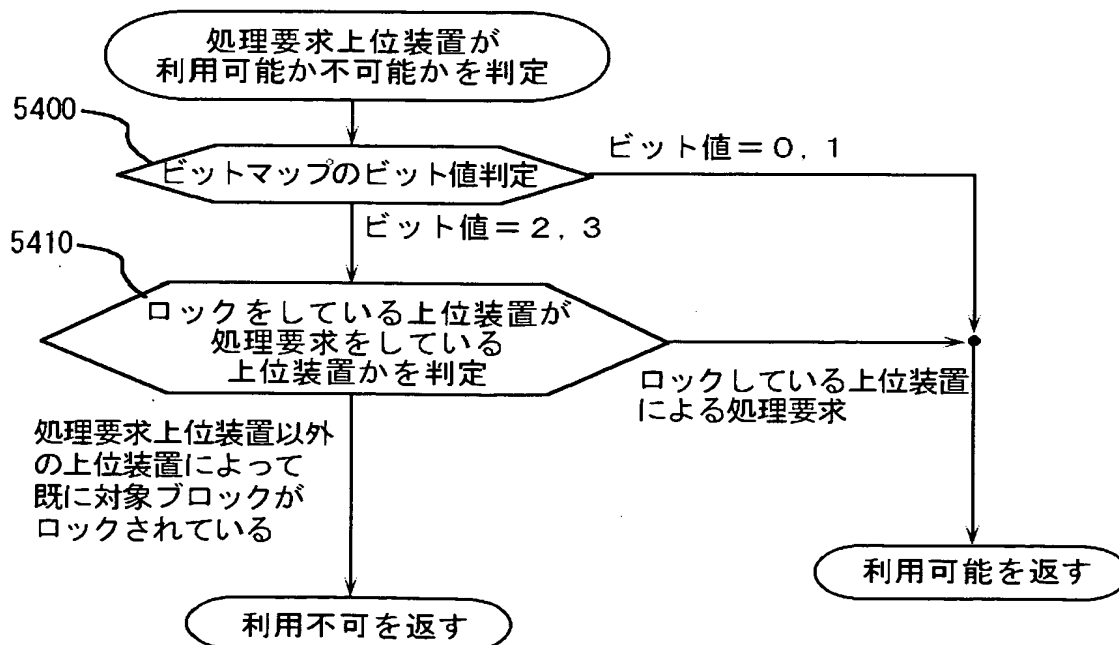 処理要求上位装置が
利用可能か不可能かを判定
5400
ビットマップのビット値判定
ビット値＝０，１
ビット値＝２，３
5410
ロックをしている上位装置が
処理要求をしている
上位装置かを判定
ロックしている上位装置
による処理要求
処理要求上位装置以外
の上位装置によって
既に対象ブロックが
ロックされている
利用可能を返す
利用不可を返す